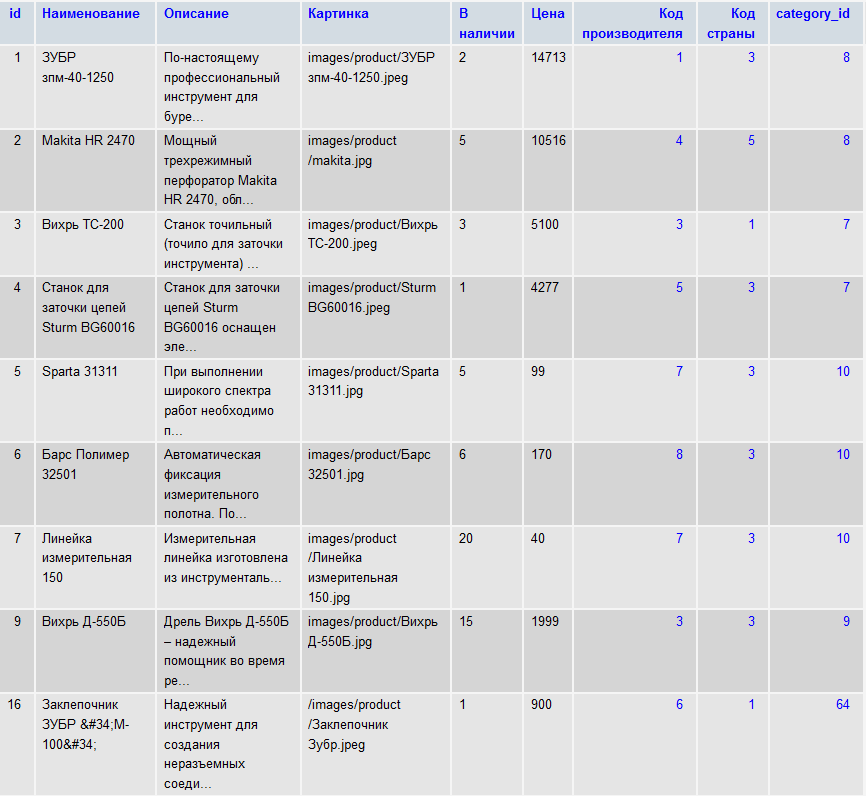 id Наименование Описание Картинка В Цена Код Код category_id
наличии производителя страны
1 ЗУБР По-настоящему images/product/ЗУБР 2 14713 1 3 8
зпм-40-1250 профессиональный зпм-40-1250.jpeg
инструмент для
буре...
2 Makita HR 2470 Мощный images/product 5 10516 4 5 8
трехрежимный /makita.jpg
перфоратор Makita
HR 2470, обл...
3 Вихрь ТС-200 Станок точильный images/product/Вихрь 3 5100 3 1 7
(точило для заточки ТС-200.jpeg
инструмента) ...
4 Станок для Станок для заточки images/product/Sturm 1 4277 5 3 7
заточки цепей цепей Sturm BG60016.jpeg
Sturm BG60016 BG60016 оснащен
эле...
5 Sparta 31311 При выполнении images/product/Sparta 5 99 7 3 10
широкого спектра 31311.jpg
работ необходимо
п...
6 Барс Полимер Автоматическая images/product/Барс 6 170 8 3 10
32501 фиксация 32501.jpg
измерительного
полотна. По...
7 Линейка Измерительная images/product 20 40 7 3 10
измерительная линейка изготовлена /Линейка
150 из инструменталь... измерительная
150.jpg
9 Вихрь Д-550Б Дрель Вихрь Д-550Б images/product/Вихрь 15 1999 3 3 9
– надежный Д-550Б.jpg
помощник во время
ре...
16 Заклепочник Надежный /images/product 1 900 6 1 64
ЗУБР &#34;М- инструмент для /Заклепочник
100&#34; создания Зубр.jpeg
неразъемных
соеди...